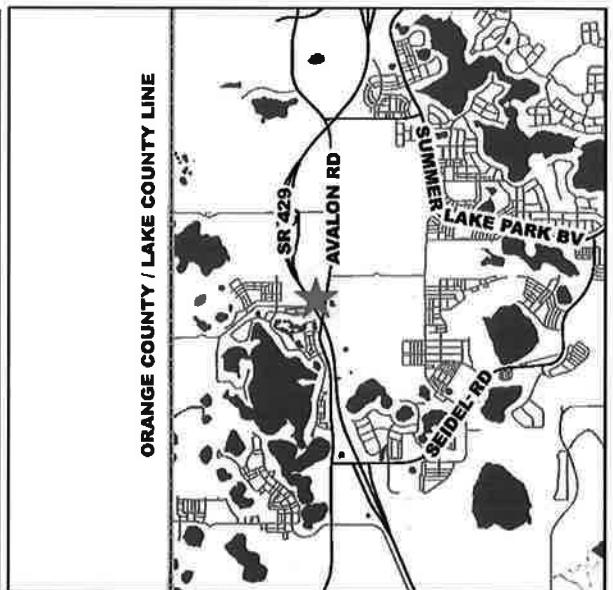 ORANGE COUNTY / LAKE COUNTY LINE
SR 429
AVALON RD
SUMMER LAKE PARK BV
SEIDEL RD